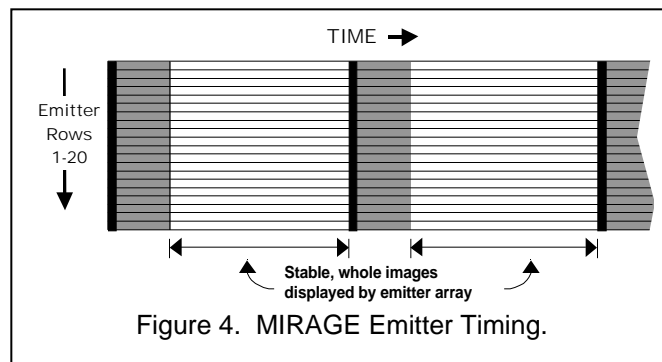 TIME
Emitter
Rows
1-20
Stable, whole images
displayed by emitter array
Figure 4. MIRAGE Emitter Timing.